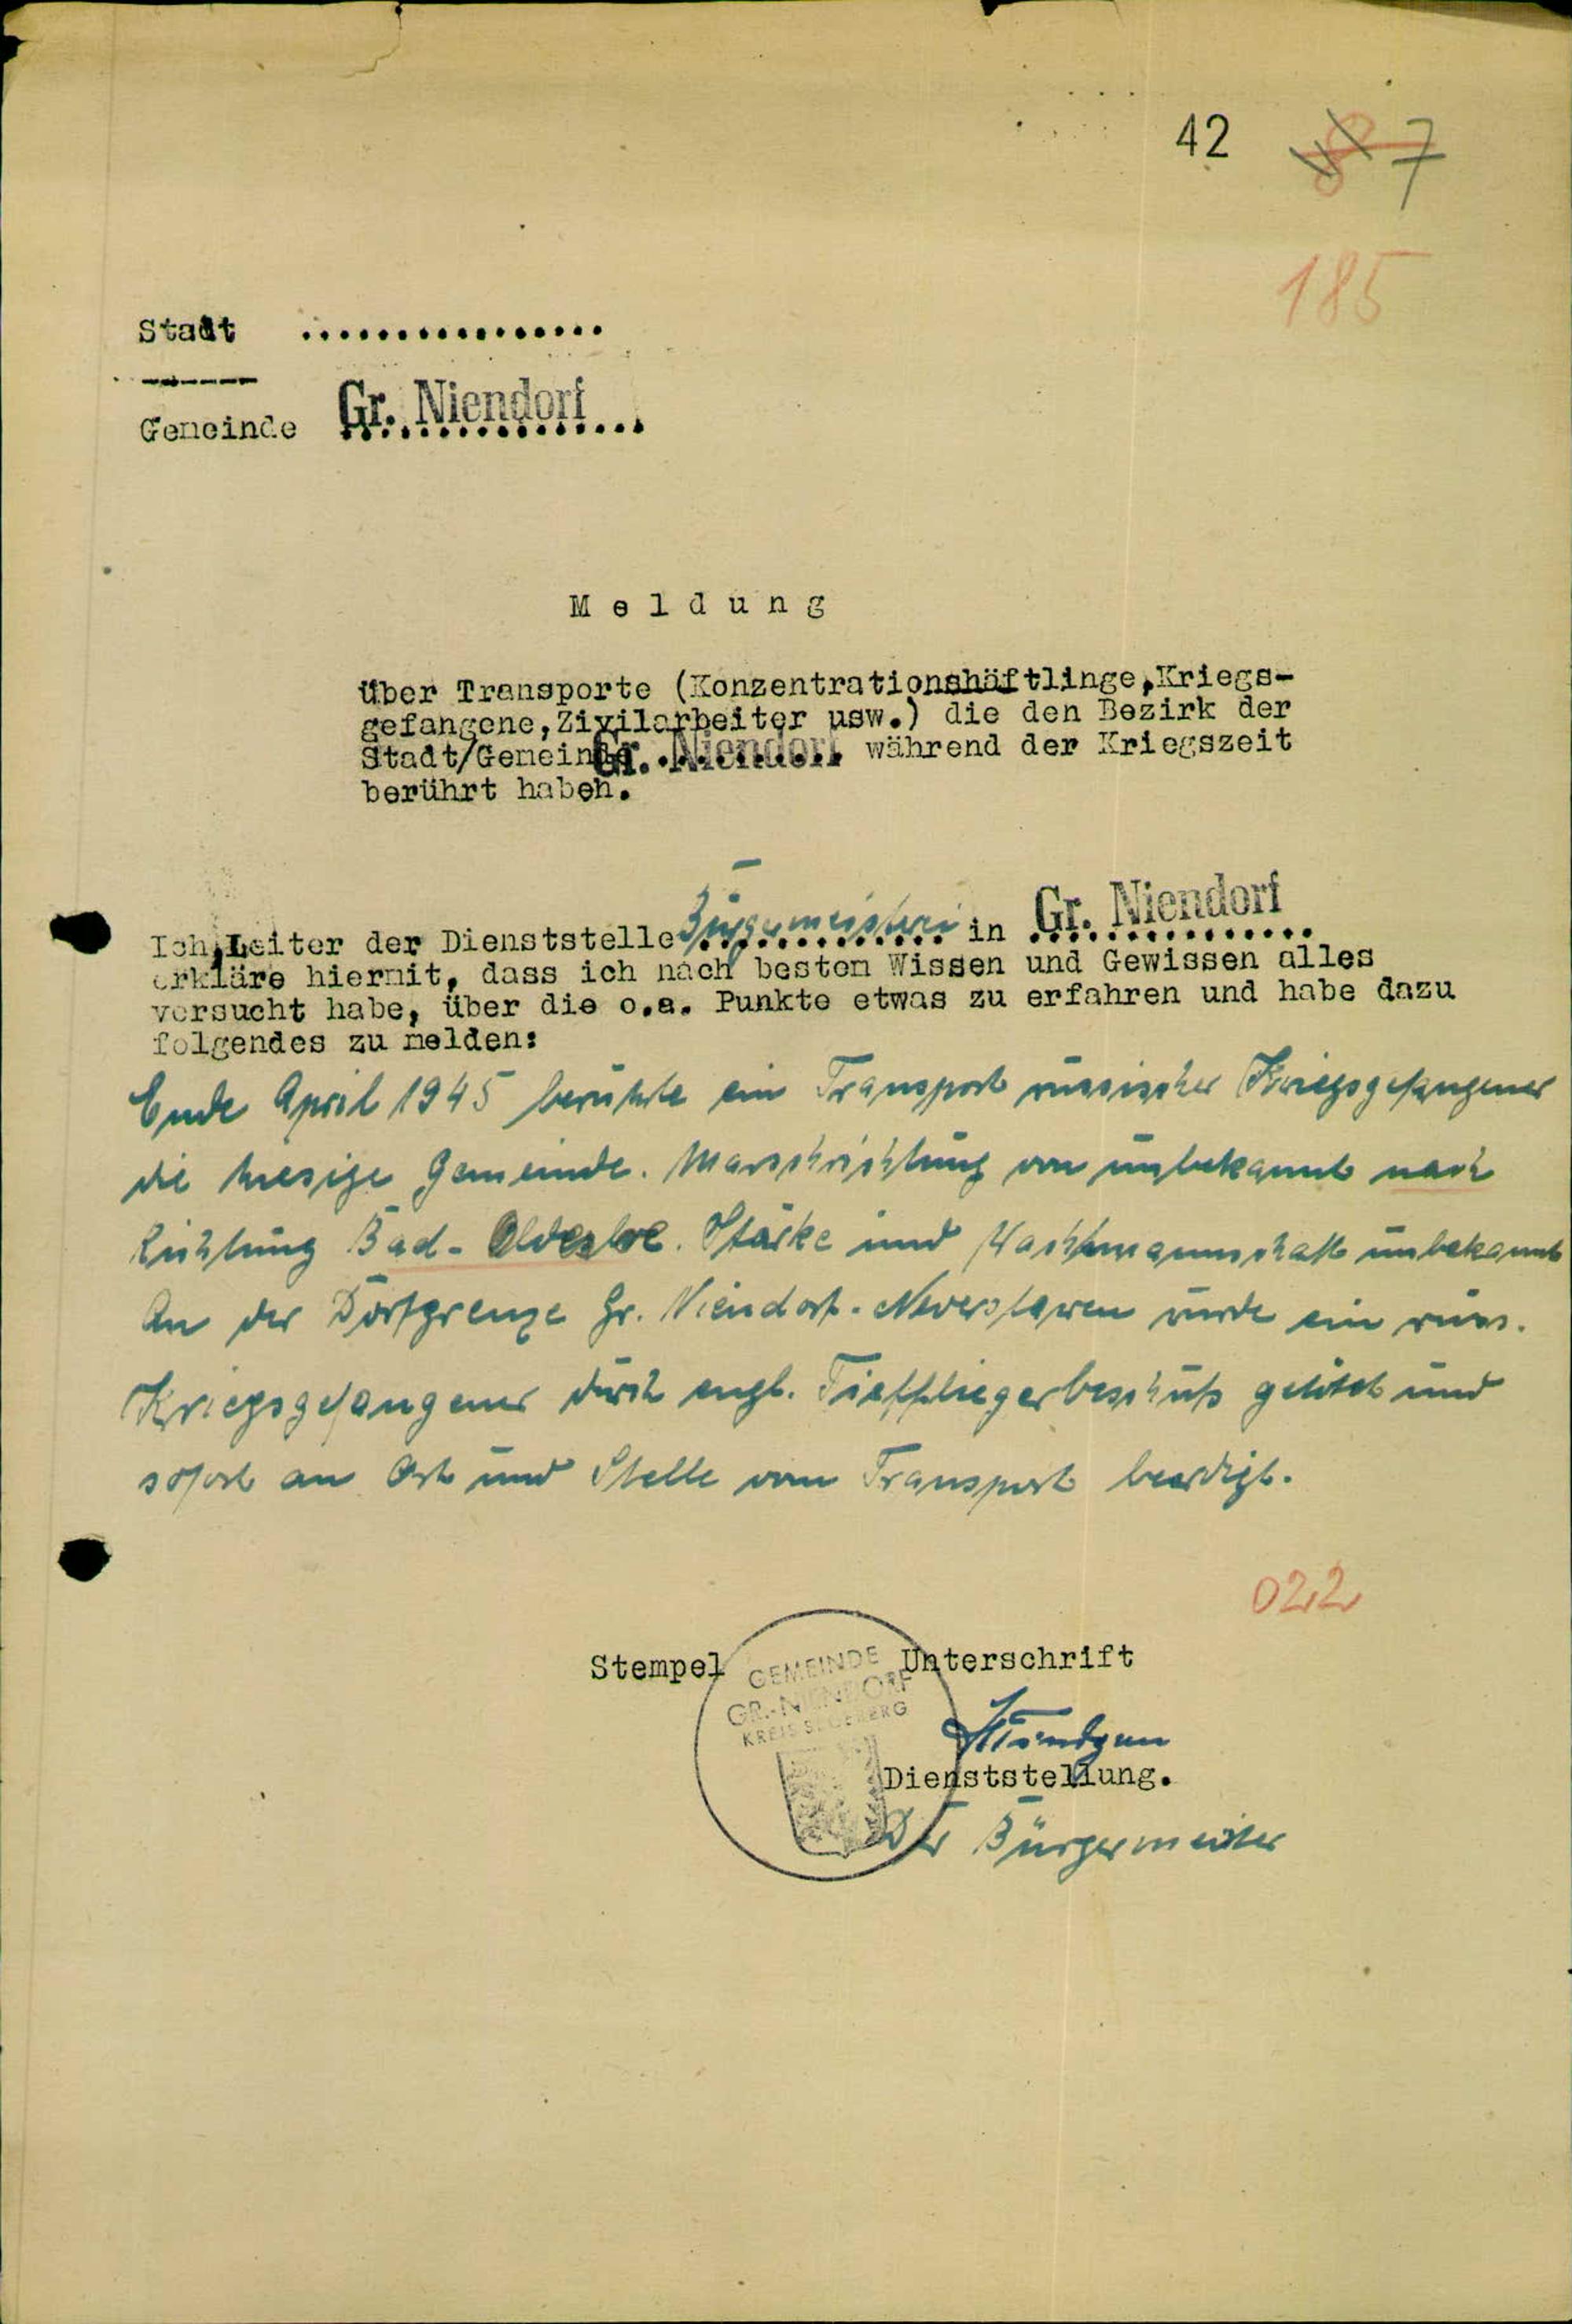 42 7
185
Stadt ................
Gemeinde Gr. Niendorf
Meldung
über Transporte (Konzentrationshäftlinge, Kriegs-
gefangene, Zivilarbeiter usw.) die den Bezirk der
Stadt/Gemeinde Gr. Niendorf während der Kriegszeit
berührt haben.
Ich, Leiter der Dienststelle Bürgermeisterei in Gr. Niendorf
erkläre hiermit, dass ich nach besten Wissen und Gewissen alles
versucht habe, über die o.a. Punkte etwas zu erfahren und habe dazu
folgendes zu melden:
Ende April 1945 berührte ein Transport russischer Kriegsgefangener
die hiesige Gemeinde. Marschrichtung von unbekannt nach
Richtung Bad-Oldesloe. Stärke und Wachtmannschaft unbekannt
An der Dorfgrenze Gr. Niendorf-Neverstaven wurde ein russ.
Kriegsgefangener durch engl. Tieffliegerbeschuß getötet und
sofort an Ort und Stelle vom Transport beerdigt.
022
Stempel Unterschrift
GEMEINDE
GR.-NIENDORF
KREIS SEGEBERG
Dienststellung.
Der Bürgermeister